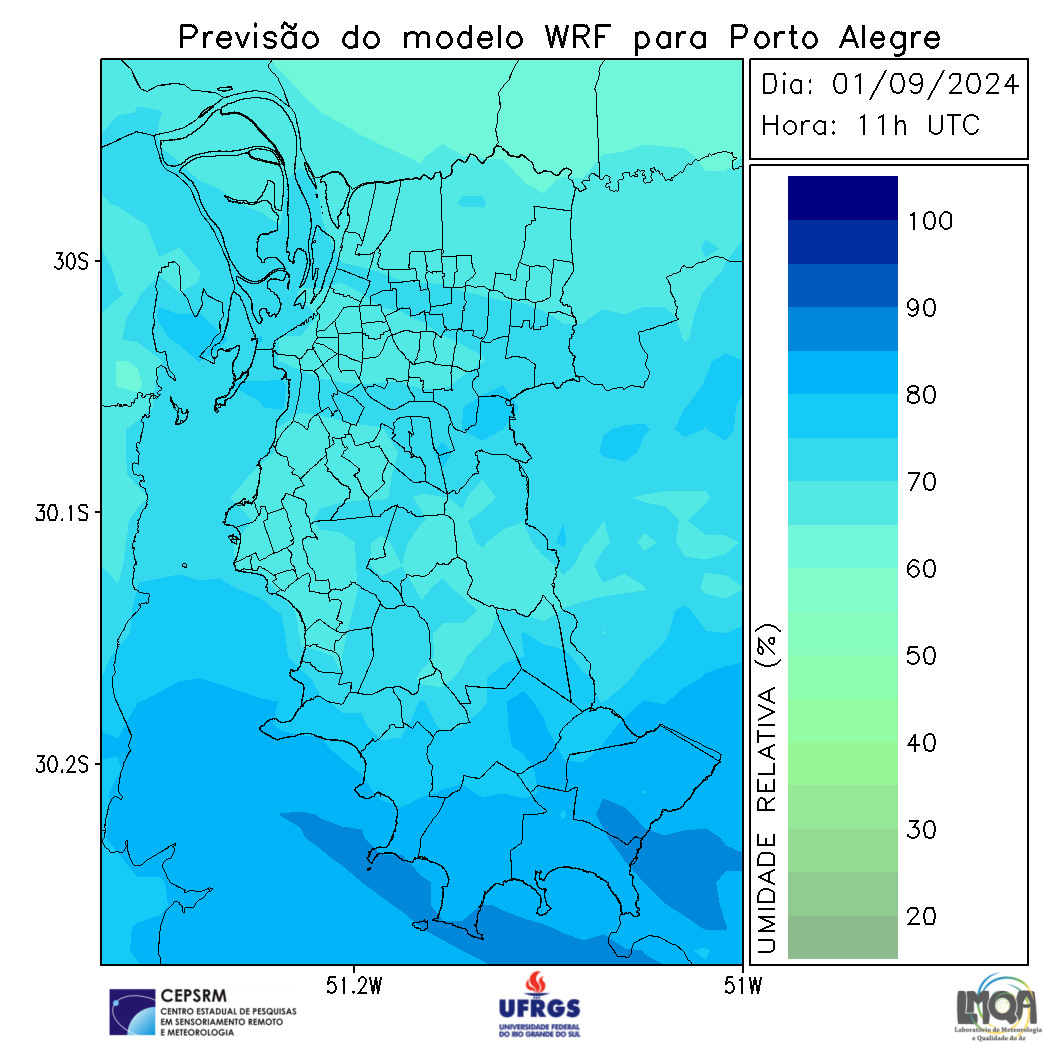 Previsão do modelo WRF para Porto Alegre
Dia: 01/09/2024
Hora: 11h UTC
30S
30.1S
30.2S
51.2W
51W
100
90
80
70
60
50
40
30
20
UMIDADE RELATIVA (%)
CEPSRM
CENTRO ESTADUAL DE PESQUISAS
EM SENSORIAMENTO REMOTO
E METEOROLOGIA
UFRGS
UNIVERSIDADE FEDERAL
DO RIO GRANDE DO SUL
LMQA
Laboratório de Meteorologia
e Qualidade do Ar